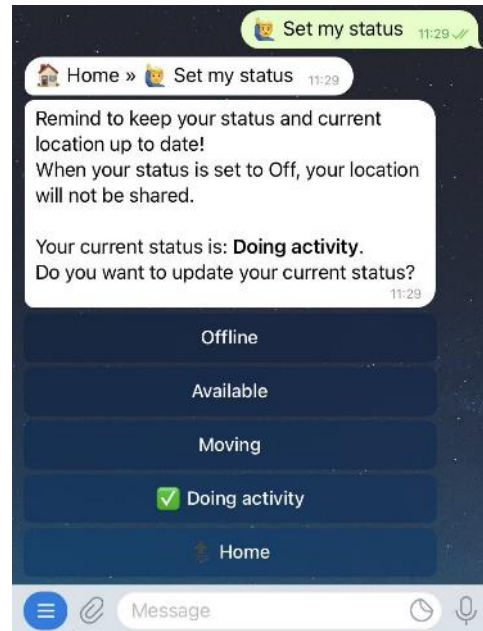 🙋 Set my status 11:29
🏠 Home » 🙋 Set my status 11:29
Remind to keep your status and current
location up to date!
When your status is set to Off, your location
will not be shared.
Your current status is: Doing activity.
Do you want to update your current status?
11:29
Offline
Available
Moving
✅ Doing activity
Home
Message